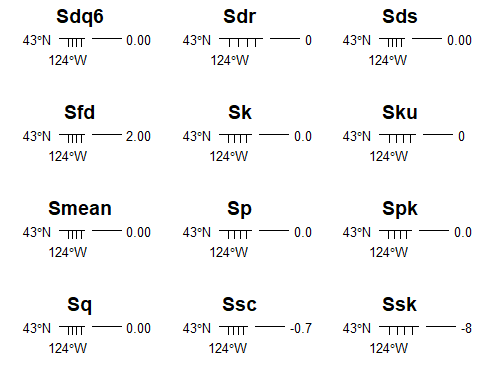 Sdq6 Sdr Sds
43°N 0.00 43°N 0 43°N 0.00
124°W 124°W 124°W
Sfd Sk Sku
43°N 2.00 43°N 0.0 43°N 0
124°W 124°W 124°W
Smean Sp Spk
43°N 0.00 43°N 0.0 43°N 0.0
124°W 124°W 124°W
Sq Ssc Ssk
43°N 0.00 43°N -0.7 43°N -8
124°W 124°W 124°W